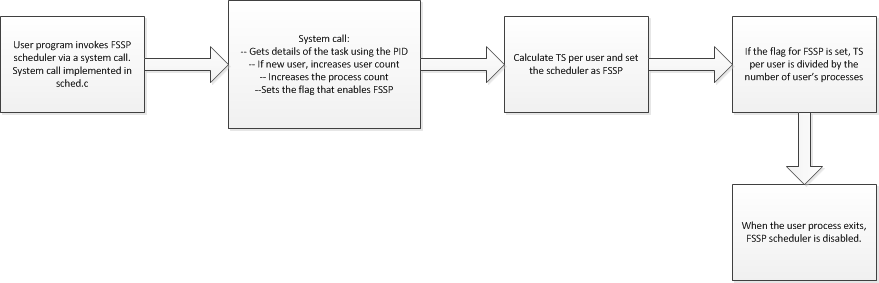 User program invokes FSSP
scheduler via a system call.
System call implemented in
sched.c
System call:
-- Gets details of the task using the PID
-- If new user, increases user count
-- Increases the process count
--Sets the flag that enables FSSP
Calculate TS per user and set
the scheduler as FSSP
If the flag for FSSP is set, TS
per user is divided by the
number of user's processes
When the user process exits,
FSSP scheduler is disabled.